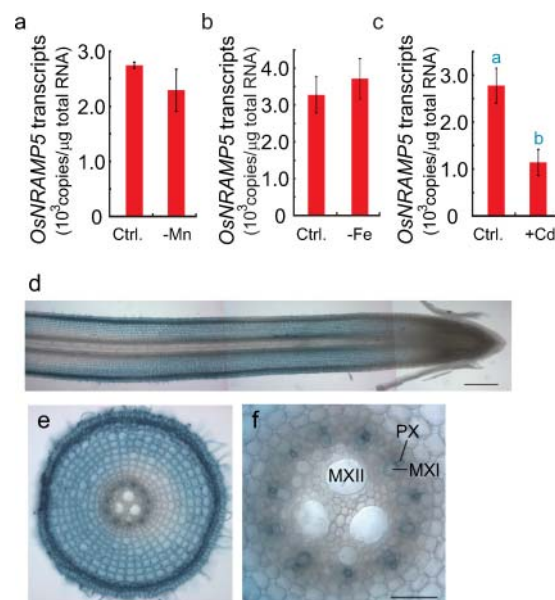 a
OsNRAMP5 transcripts
(10³copies/µg total RNA)
3.0
2.0
1.0
0
Ctrl.
-Mn
b
OsNRAMP5 transcripts
(10³copies/µg total RNA)
5.0
4.0
3.0
2.0
1.0
0
Ctrl.
-Fe
c
OsNRAMP5 transcripts
(10³copies/µg total RNA)
3.0
2.0
1.0
0
a
b
Ctrl.
+Cd
d
e
f
PX
MXI
MXII